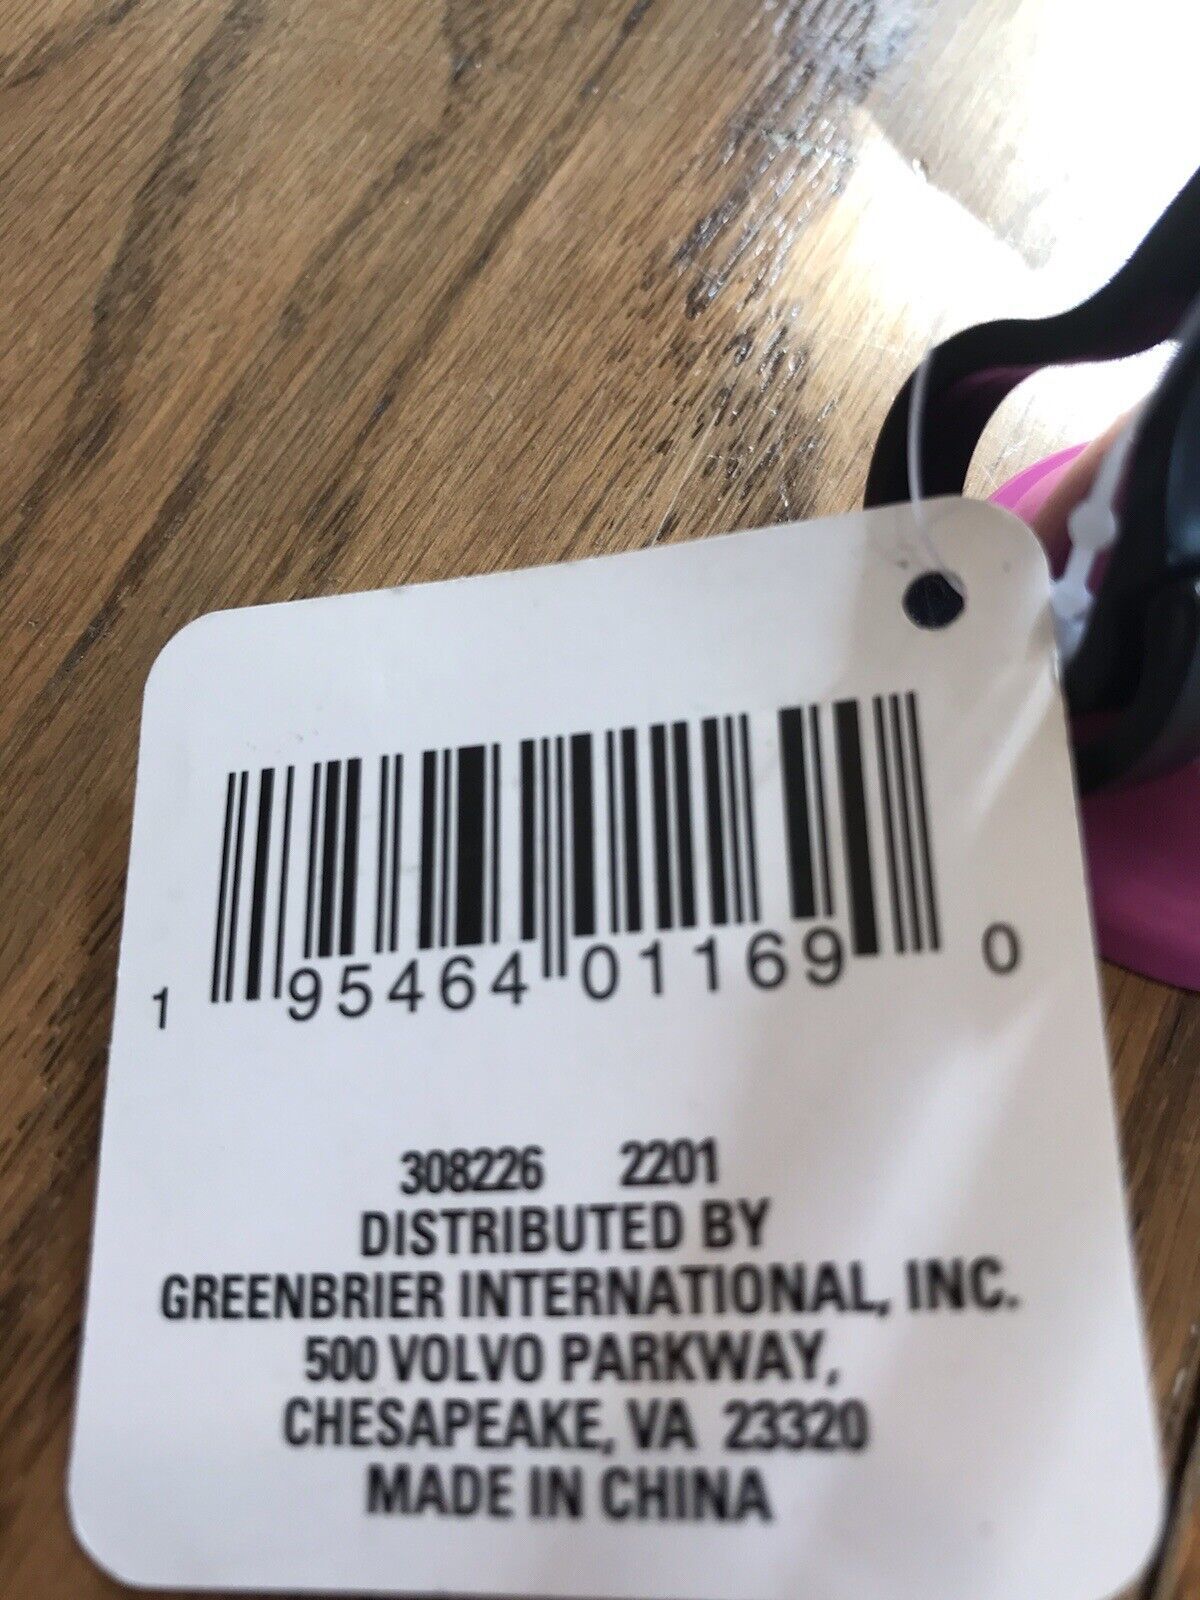 1 95464 01169 0
308226 2201
DISTRIBUTED BY
GREENBRIER INTERNATIONAL, INC.
500 VOLVO PARKWAY,
CHESAPEAKE, VA 23320
MADE IN CHINA